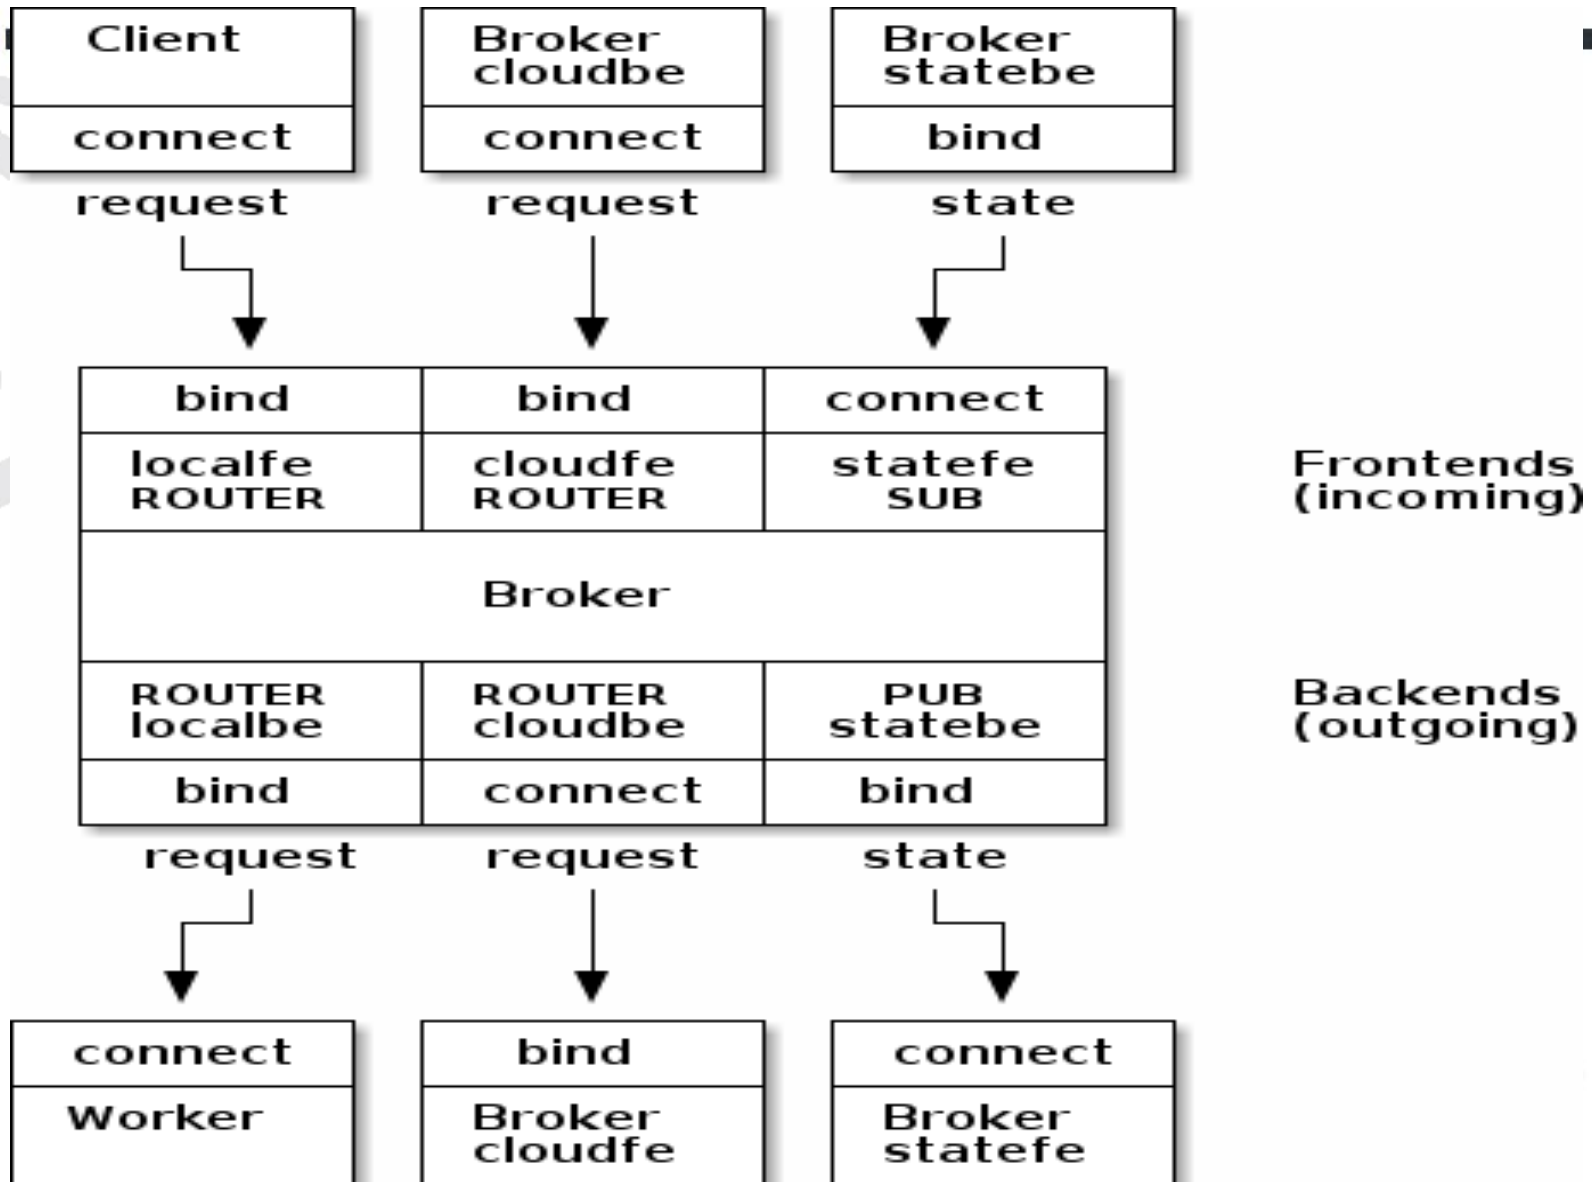 Client
Broker
cloudbe
Broker
statebe
connect
connect
bind
request
request
state
bind
bind
connect
localfe
ROUTER
cloudfe
ROUTER
statefe
SUB
Frontends
(incoming)
Broker
ROUTER
localbe
ROUTER
cloudbe
PUB
statebe
Backends
(outgoing)
bind
connect
bind
request
request
state
connect
bind
connect
Worker
Broker
cloudfe
Broker
statefe